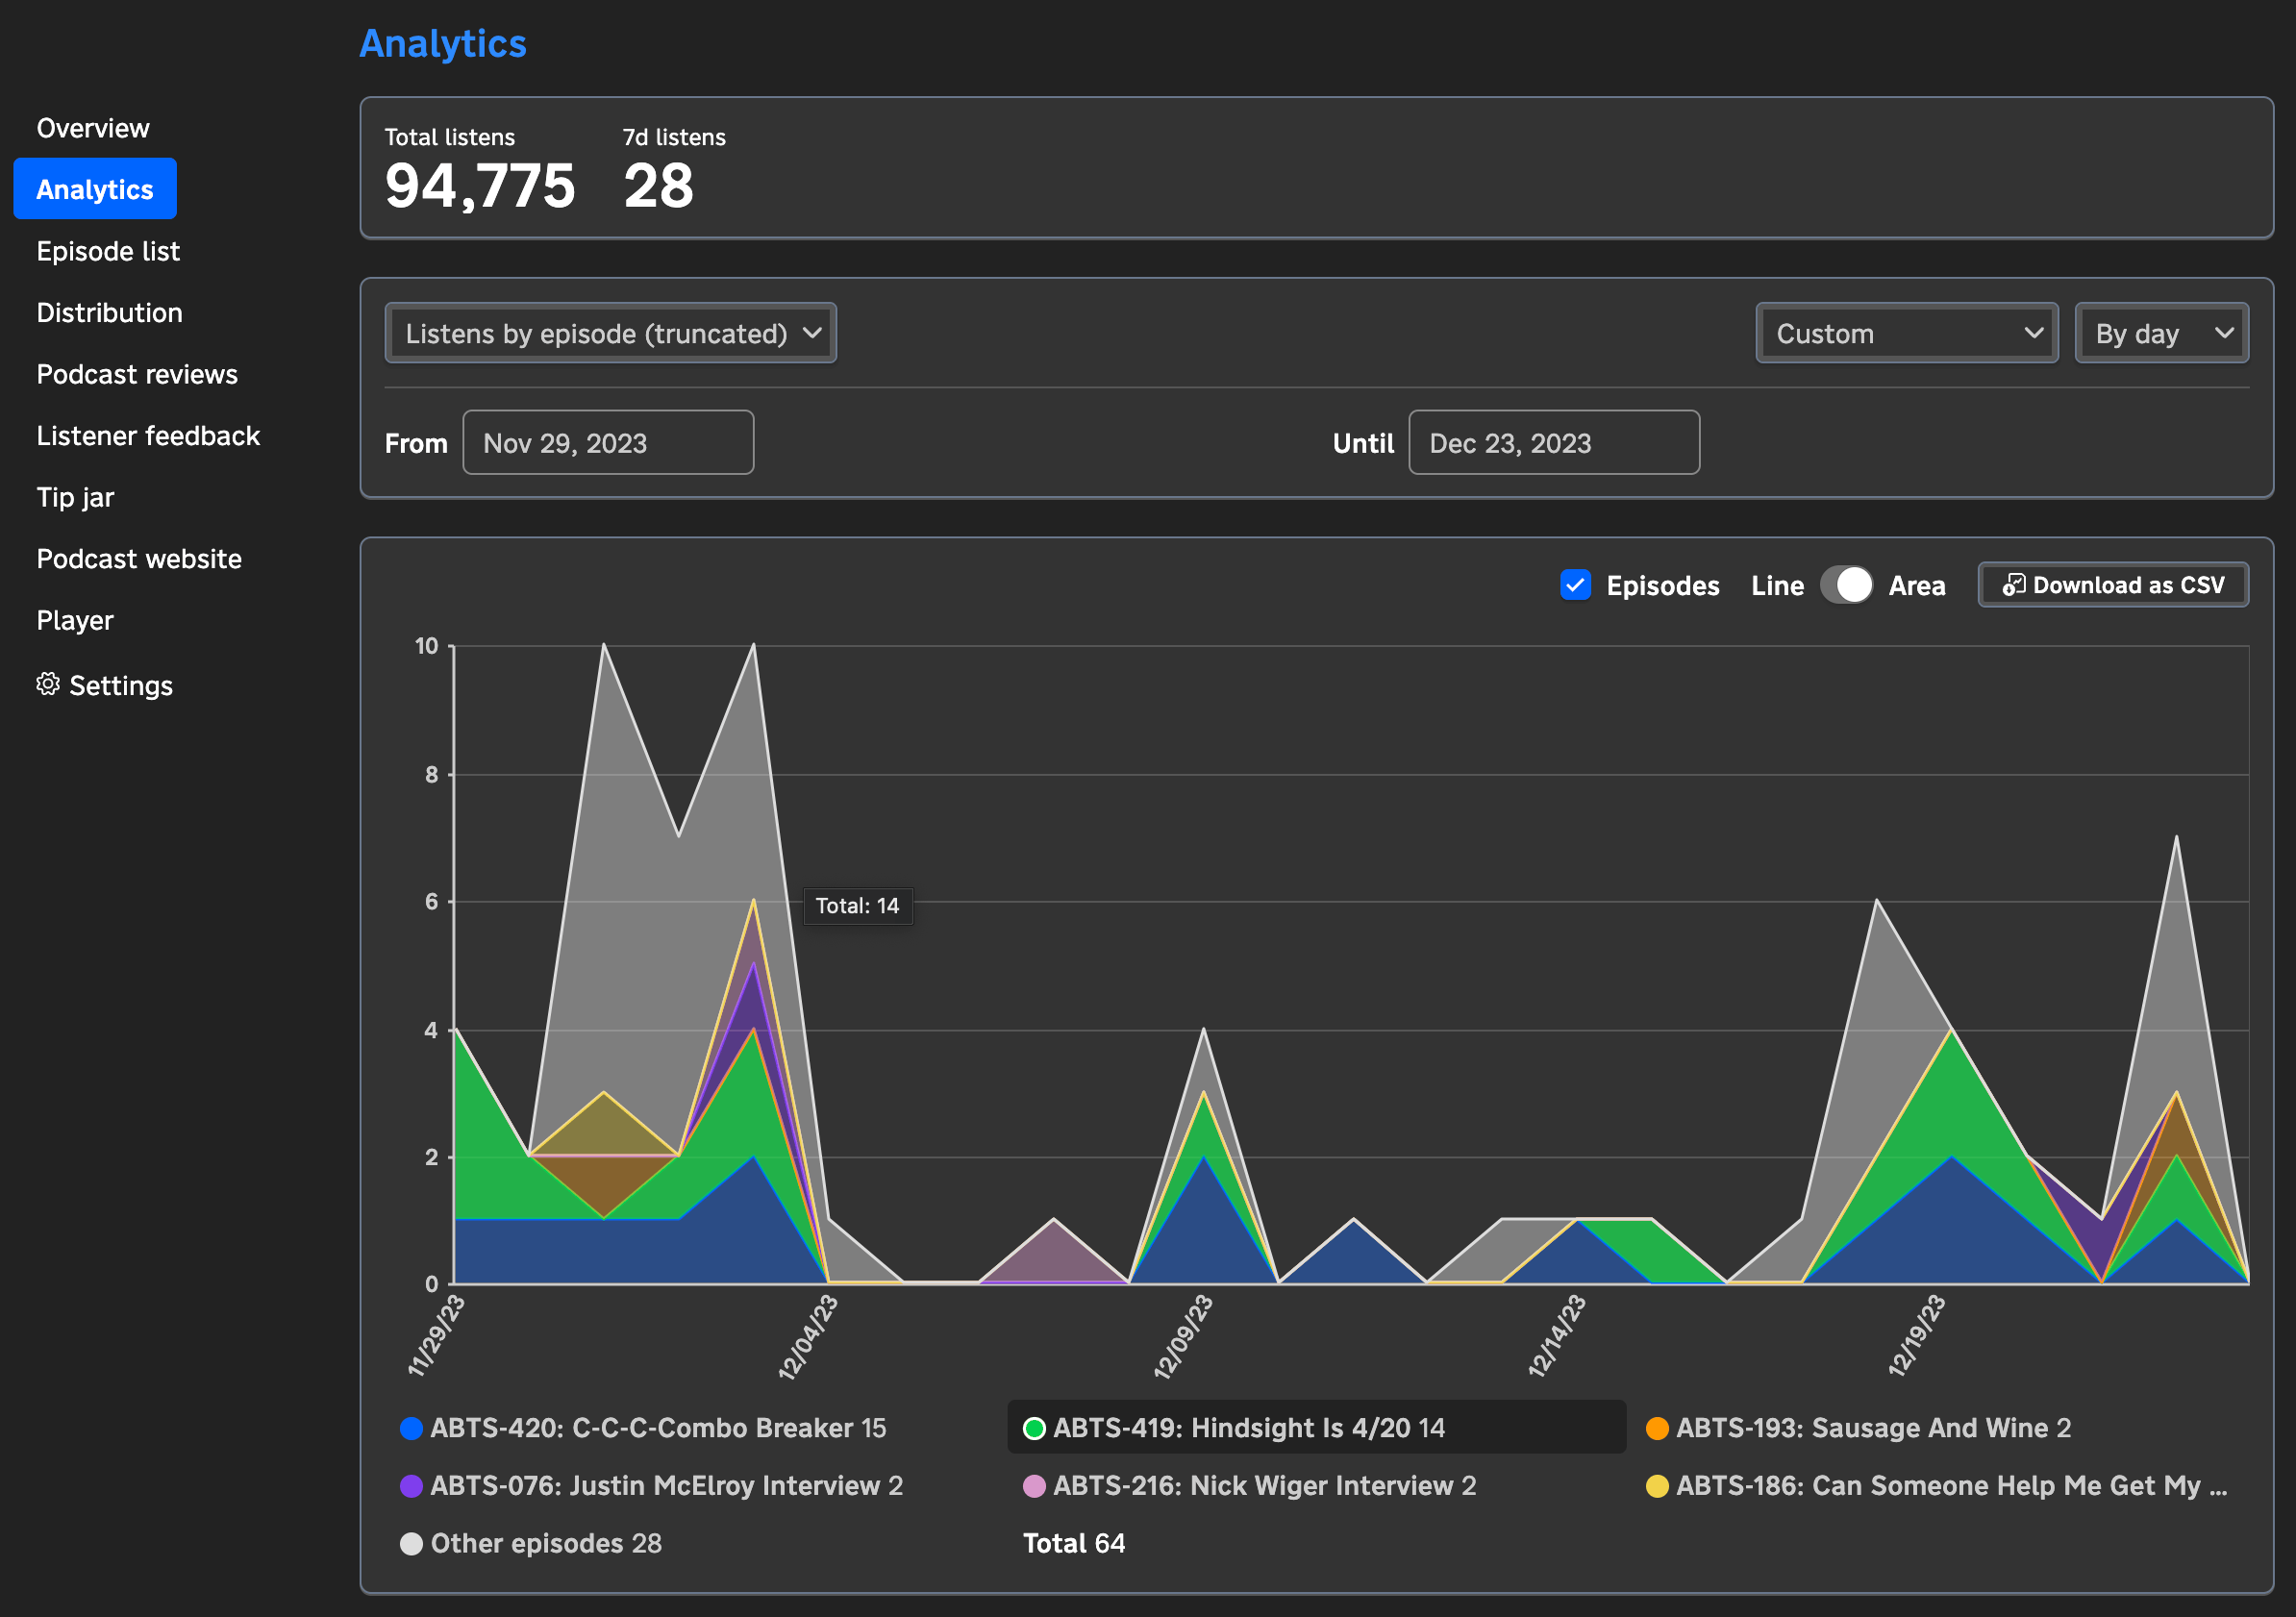 Analytics
Overview
Analytics
Episode list
Distribution
Podcast reviews
Listener feedback
Tip jar
Podcast website
Player
Settings
Total listens 7d listens
94,775 28
Listens by episode (truncated) Custom By day
From Nov 29, 2023 Until Dec 23, 2023
Episodes Line Area Download as CSV
10
8
6
4
2
0
Total: 14
11/29/23 12/04/23 12/09/23 12/14/23 12/19/23
ABTS-420: C-C-C-Combo Breaker 15 ABTS-419: Hindsight Is 4/20 14 ABTS-193: Sausage And Wine 2
ABTS-076: Justin McElroy Interview 2 ABTS-216: Nick Wiger Interview 2 ABTS-186: Can Someone Help Me Get My ...
Other episodes 28 Total 64